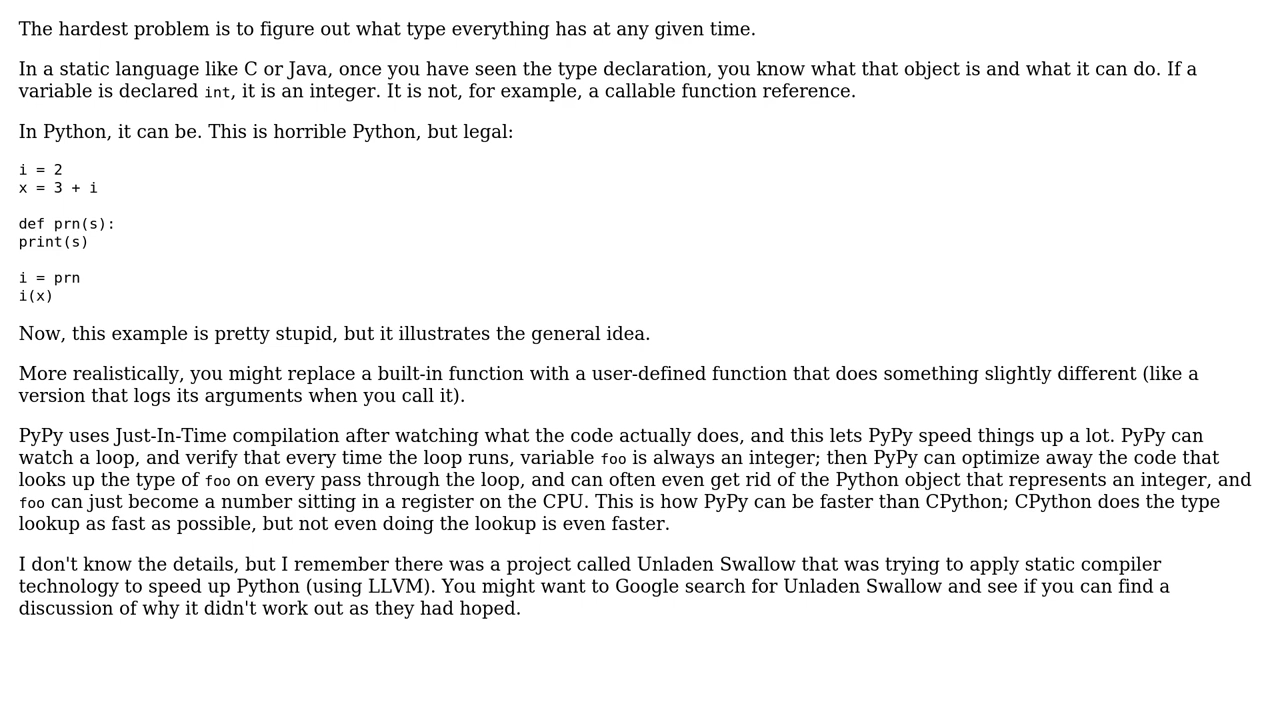 The hardest problem is to figure out what type everything has at any given time.
In a static language like C or Java, once you have seen the type declaration, you know what that object is and what it can do. If a
variable is declared int, it is an integer. It is not, for example, a callable function reference.
In Python, it can be. This is horrible Python, but legal:
i = 2
x = 3 + i
def prn(s):
print(s)
i = prn
i(x)
Now, this example is pretty stupid, but it illustrates the general idea.
More realistically, you might replace a built-in function with a user-defined function that does something slightly different (like a
version that logs its arguments when you call it).
PyPy uses Just-In-Time compilation after watching what the code actually does, and this lets PyPy speed things up a lot. PyPy can
watch a loop, and verify that every time the loop runs, variable foo is always an integer; then PyPy can optimize away the code that
looks up the type of foo on every pass through the loop, and can often even get rid of the Python object that represents an integer, and
foo can just become a number sitting in a register on the CPU. This is how PyPy can be faster than CPython; CPython does the type
lookup as fast as possible, but not even doing the lookup is even faster.
I don't know the details, but I remember there was a project called Unladen Swallow that was trying to apply static compiler
technology to speed up Python (using LLVM). You might want to Google search for Unladen Swallow and see if you can find a
discussion of why it didn't work out as they had hoped.